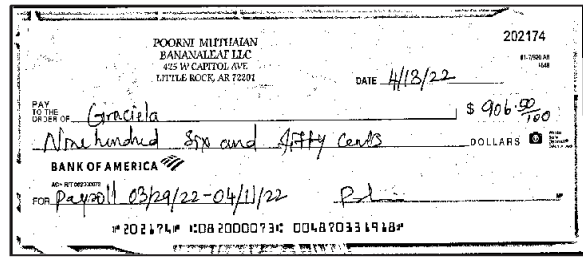 202174
POORNI MUTHAIAN
BANANALEAF LLC
425 W CAPITOL AVE
LITTLE ROCK, AR 72201
DATE 4/13/22
PAY TO THE ORDER OF Graciela $ 906.50/100
Nine hundred Six and fifty Cents DOLLARS
BANK OF AMERICA
FOR Payroll 03/29/22-04/11/22
⑈202174⑈ ⑆082000073⑆ 004870331918⑈